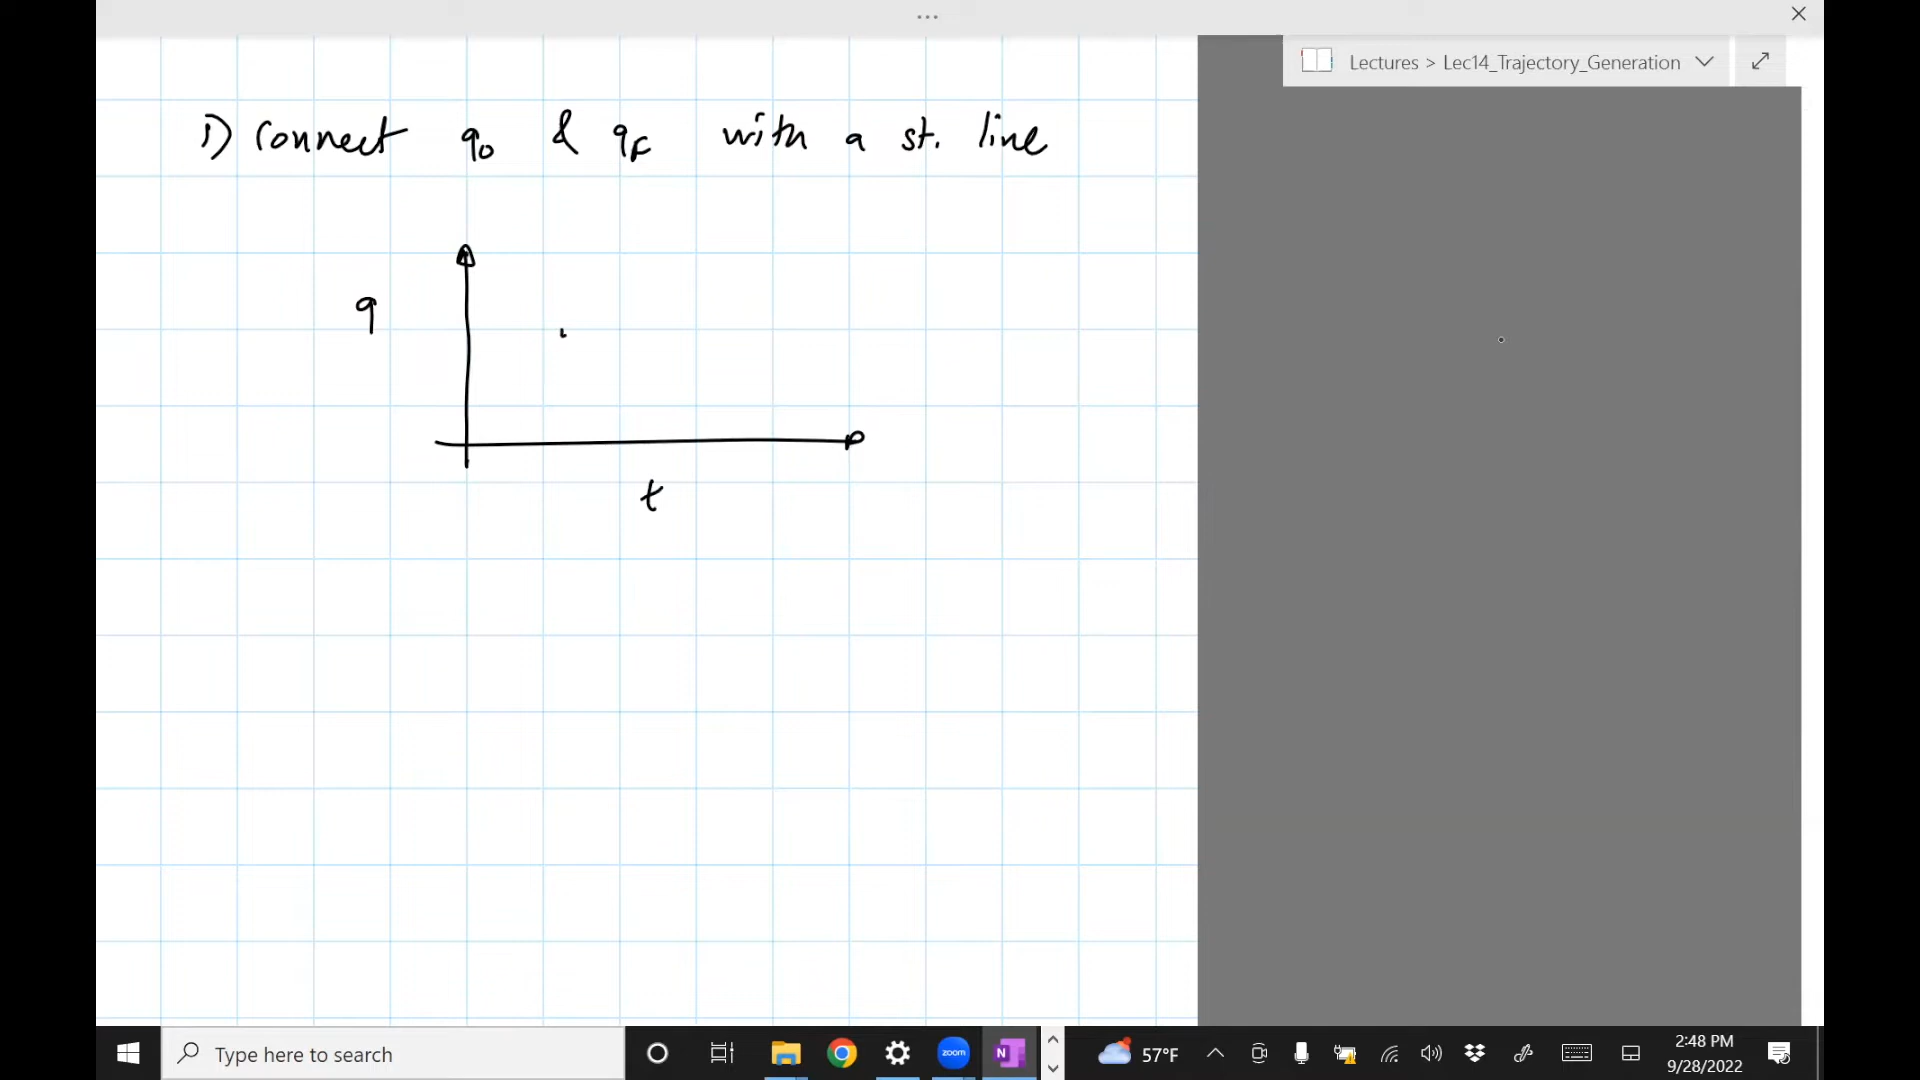 Lectures > Lec14_Trajectory_Generation
1) connect q0 & qf with a st. line
q
t
Type here to search
zoom
N
57°F
2:48 PM
9/28/2022